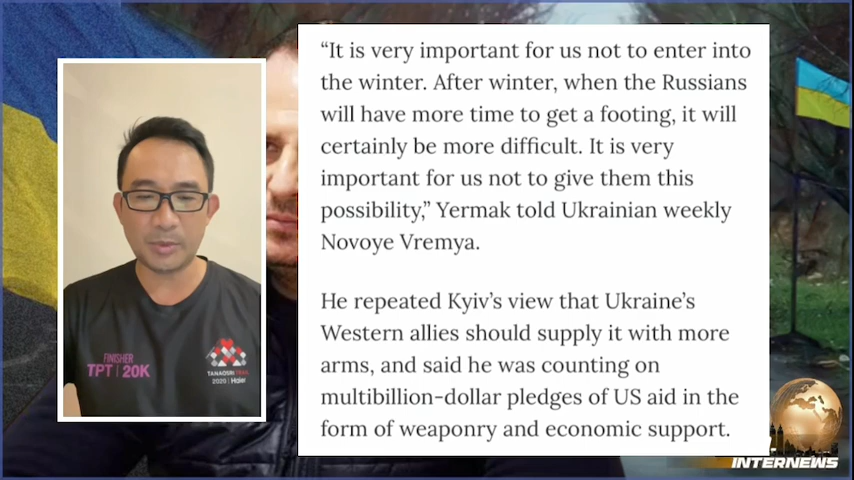 “It is very important for us not to enter into
the winter. After winter, when the Russians
will have more time to get a footing, it will
certainly be more difficult. It is very
important for us not to give them this
possibility,” Yermak told Ukrainian weekly
Novoye Vremya.
He repeated Kyiv’s view that Ukraine’s
Western allies should supply it with more
arms, and said he was counting on
multibillion-dollar pledges of US aid in the
form of weaponry and economic support.
FINISHER
TPT | 20K
TANAOSRI TRAIL
2020 | Haier
INTERNEWS